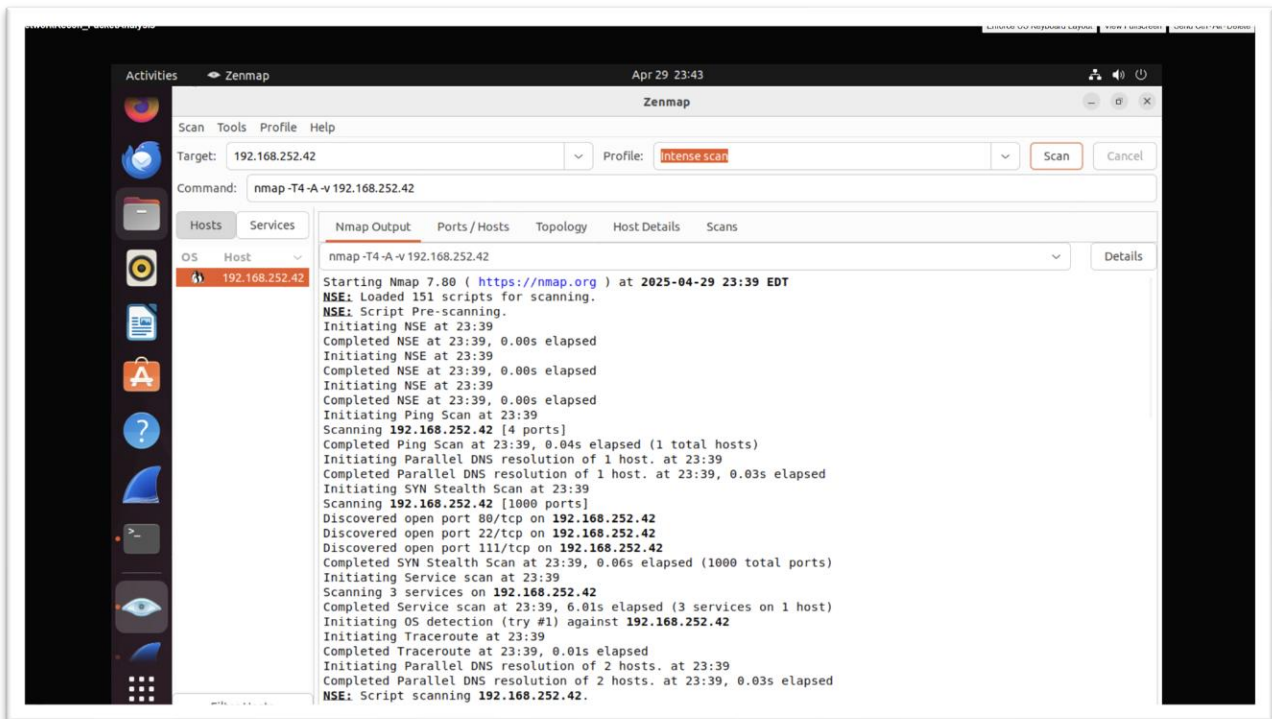 Activities Zenmap Apr 29 23:43
Zenmap
Scan Tools Profile Help
Target: 192.168.252.42 Profile: Intense scan Scan Cancel
Command: nmap -T4 -A -v 192.168.252.42
Hosts Services Nmap Output Ports / Hosts Topology Host Details Scans
OS Host nmap -T4 -A -v 192.168.252.42 Details
192.168.252.42
Starting Nmap 7.80 ( https://nmap.org ) at 2025-04-29 23:39 EDT
NSE: Loaded 151 scripts for scanning.
NSE: Script Pre-scanning.
Initiating NSE at 23:39
Completed NSE at 23:39, 0.00s elapsed
Initiating NSE at 23:39
Completed NSE at 23:39, 0.00s elapsed
Initiating NSE at 23:39
Completed NSE at 23:39, 0.00s elapsed
Initiating Ping Scan at 23:39
Scanning 192.168.252.42 [4 ports]
Completed Ping Scan at 23:39, 0.04s elapsed (1 total hosts)
Initiating Parallel DNS resolution of 1 host. at 23:39
Completed Parallel DNS resolution of 1 host. at 23:39, 0.03s elapsed
Initiating SYN Stealth Scan at 23:39
Scanning 192.168.252.42 [1000 ports]
Discovered open port 80/tcp on 192.168.252.42
Discovered open port 22/tcp on 192.168.252.42
Discovered open port 111/tcp on 192.168.252.42
Completed SYN Stealth Scan at 23:39, 0.06s elapsed (1000 total ports)
Initiating Service scan at 23:39
Scanning 3 services on 192.168.252.42
Completed Service scan at 23:39, 6.01s elapsed (3 services on 1 host)
Initiating OS detection (try #1) against 192.168.252.42
Initiating Traceroute at 23:39
Completed Traceroute at 23:39, 0.01s elapsed
Initiating Parallel DNS resolution of 2 hosts. at 23:39
Completed Parallel DNS resolution of 2 hosts. at 23:39, 0.03s elapsed
NSE: Script scanning 192.168.252.42.